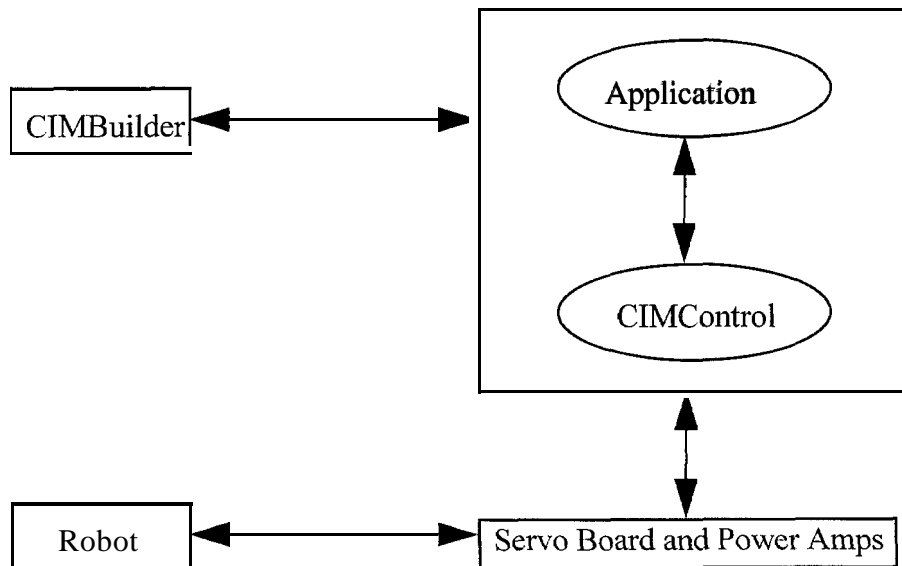 Application
CIMBuilder
CIMControl
Robot
Servo Board and Power Amps